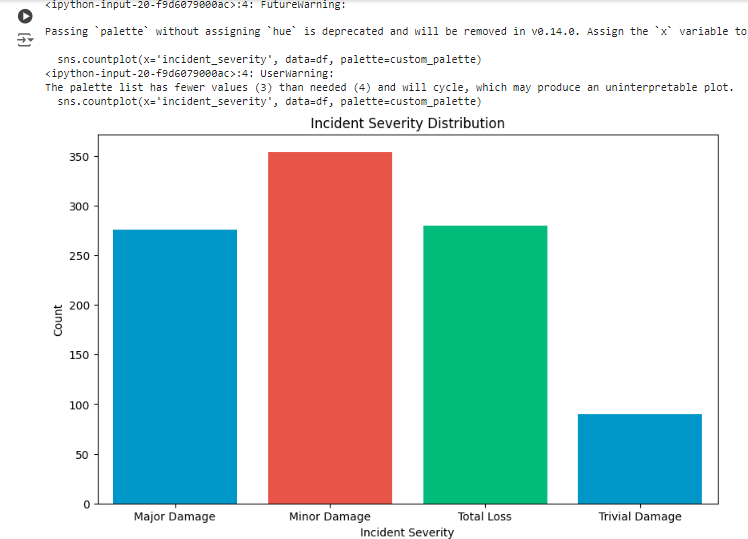 <ipython-input-20-f9d6079000ac>:4: FutureWarning:
Passing `palette` without assigning `hue` is deprecated and will be removed in v0.14.0. Assign the `x` variable to
sns.countplot(x='incident_severity', data=df, palette=custom_palette)
<ipython-input-20-f9d6079000ac>:4: UserWarning:
The palette list has fewer values (3) than needed (4) and will cycle, which may produce an uninterpretable plot.
sns.countplot(x='incident_severity', data=df, palette=custom_palette)
Incident Severity Distribution
350
300
250
200
150
100
50
0
Count
Major Damage
Minor Damage
Total Loss
Trivial Damage
Incident Severity